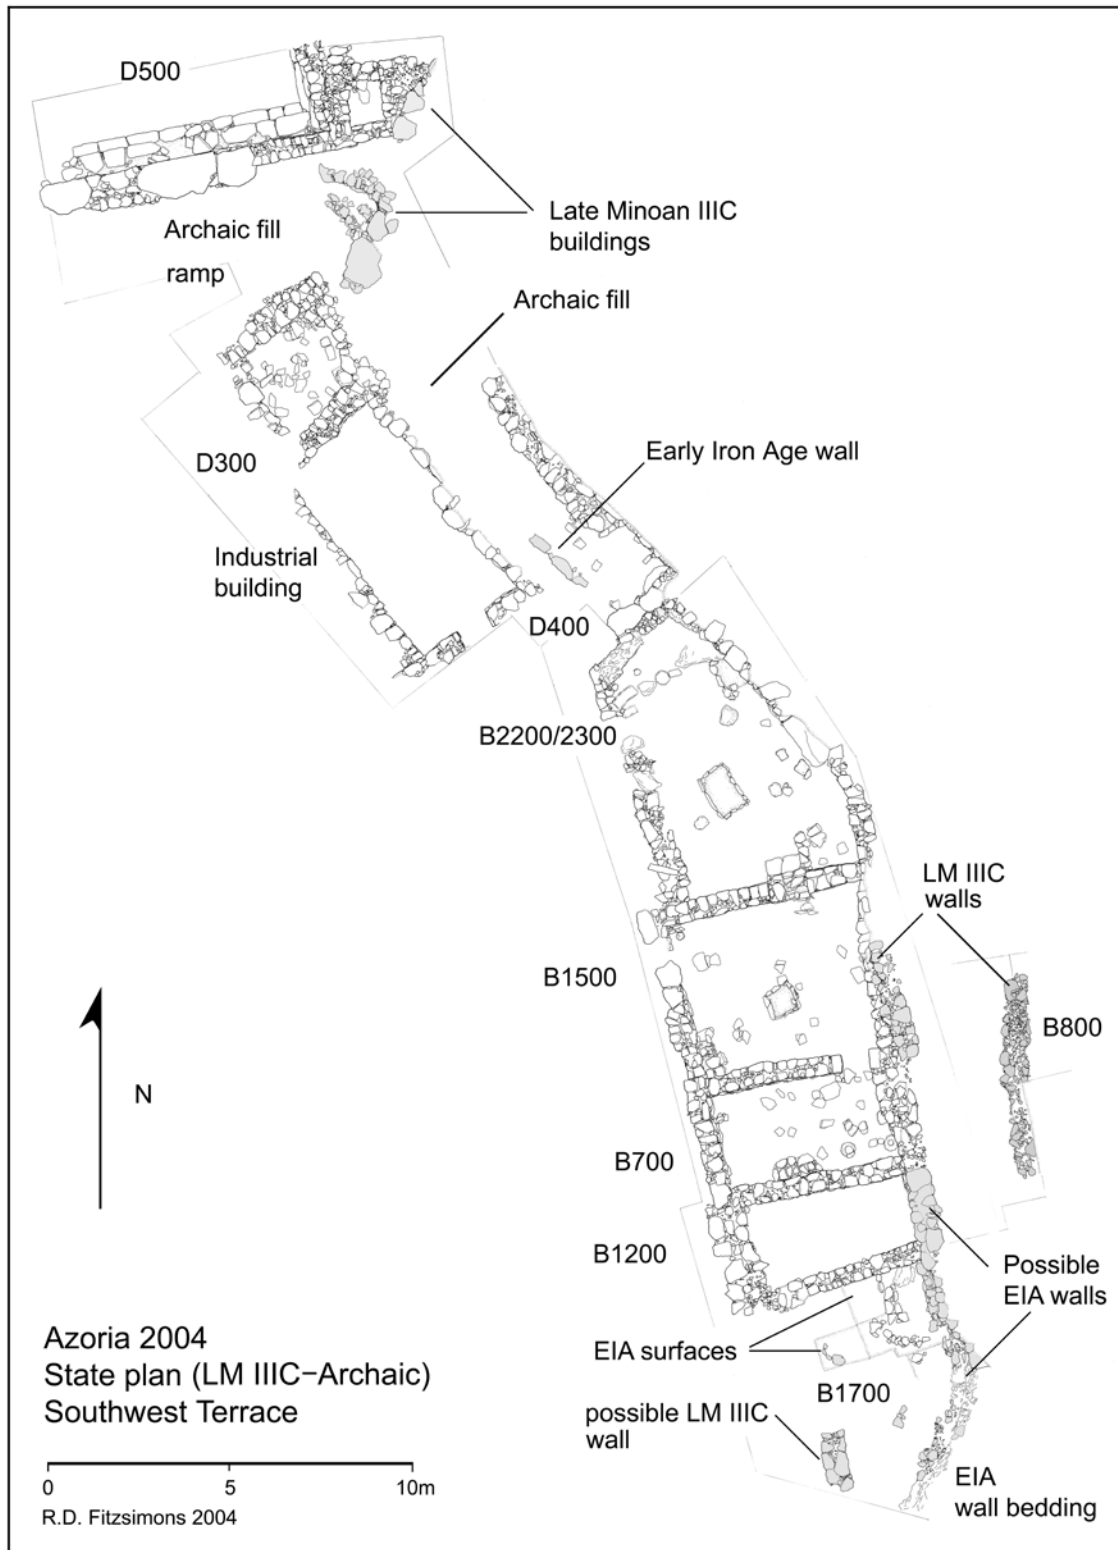 D500
Late Minoan IIIC
buildings
Archaic fill
ramp
Archaic fill
Early Iron Age wall
D300
Industrial
building
D400
B2200/2300
LM IIIC
walls
B1500
B800
N
B700
B1200
Possible
EIA walls
EIA surfaces
B1700
possible LM IIIC
wall
EIA
wall bedding
Azoria 2004
State plan (LM IIIC−Archaic)
Southwest Terrace
0 5 10m
R.D. Fitzsimons 2004